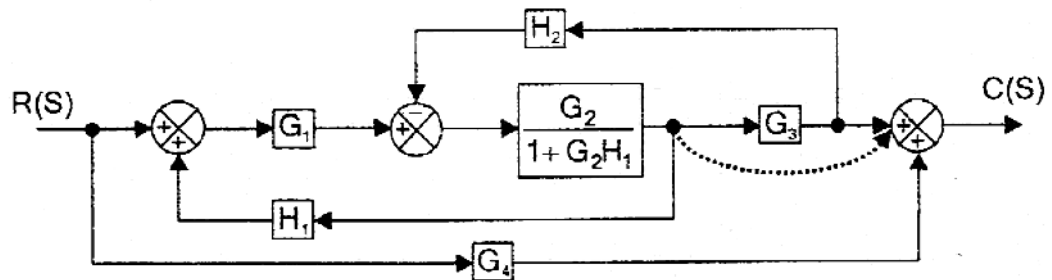 H₂
R(S)
C(S)
−
+
+
G₁
+
G₂
1 + G₂H₁
G₃
+
+
H₁
G₄